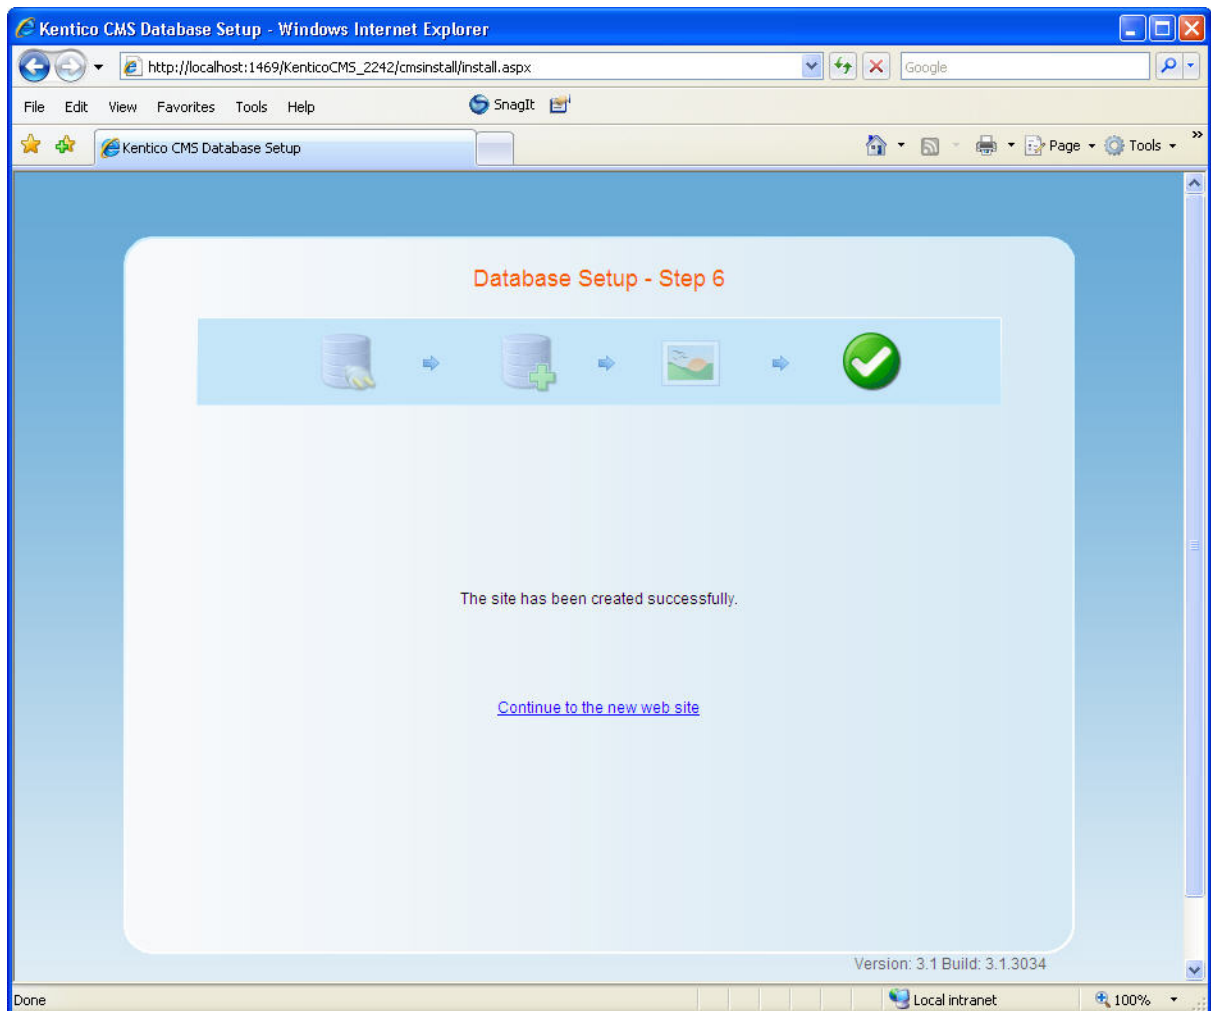 Kentico CMS Database Setup - Windows Internet Explorer
http://localhost:1469/KenticoCMS_2242/cmsinstall/install.aspx
Google
File Edit View Favorites Tools Help
SnagIt
Kentico CMS Database Setup
Page
Tools
»
Database Setup - Step 6
The site has been created successfully.
Continue to the new web site
Version: 3.1 Build: 3.1.3034
Done
Local intranet
100%